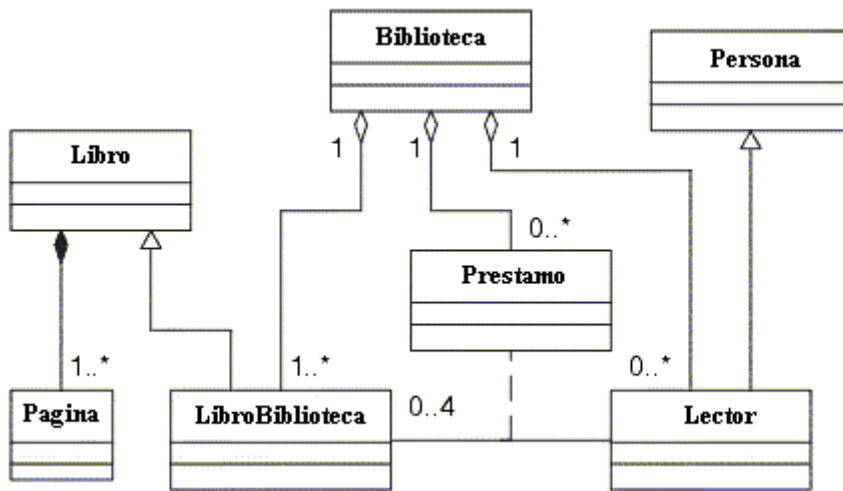 Biblioteca
Persona
Libro
1
1
1
0..*
Prestamo
1..*
1..*
0..*
Pagina
LibroBiblioteca
0..4
Lector